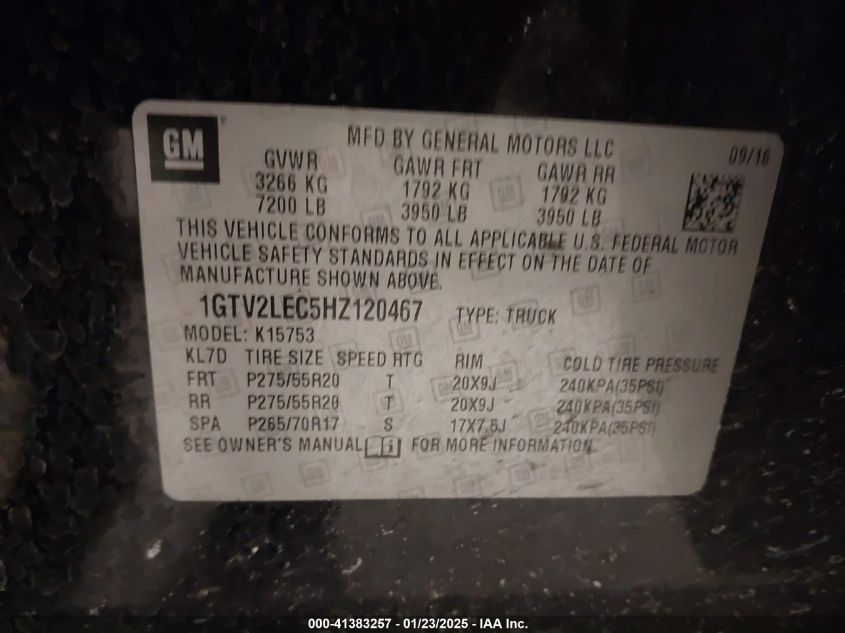 GM
MFD BY GENERAL MOTORS LLC
09/16
GVWR GAWR FRT GAWR RR
3266 KG 1792 KG 1792 KG
7200 LB 3950 LB 3950 LB
THIS VEHICLE CONFORMS TO ALL APPLICABLE U.S. FEDERAL MOTOR
VEHICLE SAFETY STANDARDS IN EFFECT ON THE DATE OF
MANUFACTURE SHOWN ABOVE.
1GTV2LEC5HZ120467 TYPE: TRUCK
MODEL: K15753
KL7D TIRE SIZE SPEED RTG RIM COLD TIRE PRESSURE
FRT P275/55R20 T 20X9J 240KPA(35PSI)
RR P275/55R20 T 20X9J 240KPA(35PSI)
SPA P265/70R17 S 17X7.5J 240KPA(35PSI)
SEE OWNER'S MANUAL FOR MORE INFORMATION.
000-41383257 - 01/23/2025 - IAA Inc.